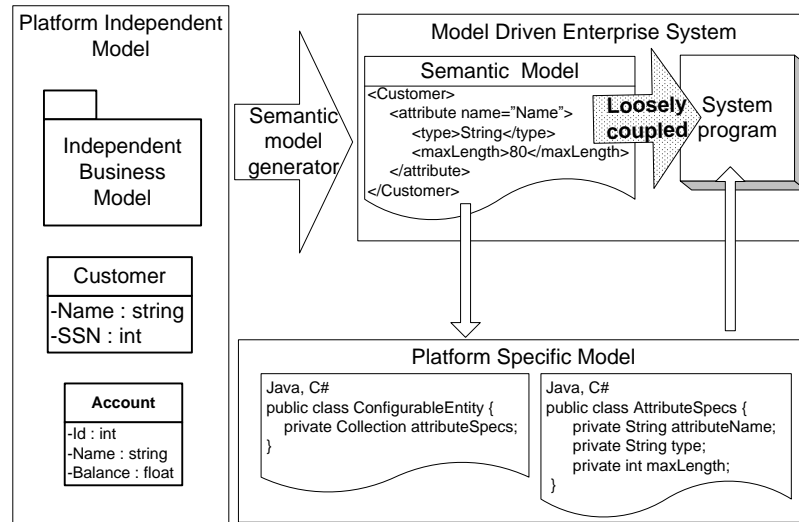 Platform Independent
Model
Independent
Business
Model
Customer
-Name : string
-SSN : int
Account
-Id : int
-Name : string
-Balance : float
Semantic
model
generator
Model Driven Enterprise System
Semantic Model
<Customer>
<attribute name=”Name”>
<type>String</type>
<maxLength>80</maxLength>
</attribute>
</Customer>
Loosely
coupled
System
program
Platform Specific Model
Java, C#
public class ConfigurableEntity {
private Collection attributeSpecs;
}
Java, C#
public class AttributeSpecs {
private String attributeName;
private String type;
private int maxLength;
}